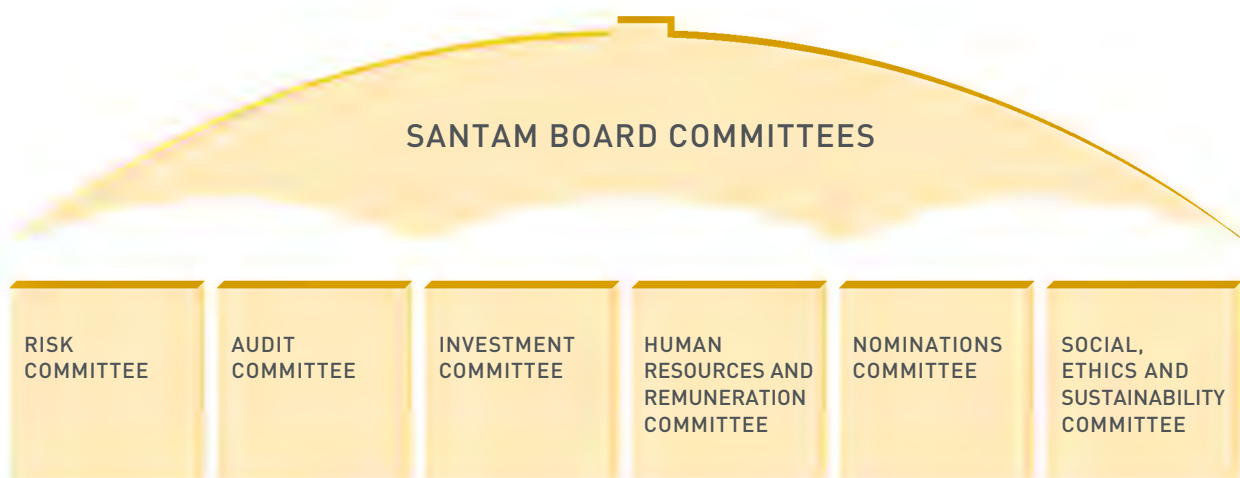 SANTAM BOARD COMMITTEES
RISK
COMMITTEE
AUDIT
COMMITTEE
INVESTMENT
COMMITTEE
HUMAN
RESOURCES AND
REMUNERATION
COMMITTEE
NOMINATIONS
COMMITTEE
SOCIAL,
ETHICS AND
SUSTAINABILITY
COMMITTEE